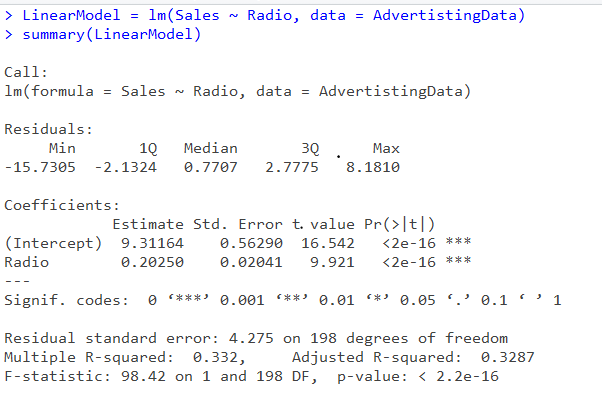 > LinearModel = lm(Sales ~ Radio, data = AdvertistingData)
> summary(LinearModel)
Call:
lm(formula = Sales ~ Radio, data = AdvertistingData)
Residuals:
     Min       1Q   Median       3Q      Max
-15.7305  -2.1324   0.7707   2.7775   8.1810
Coefficients:
            Estimate Std. Error t.value Pr(>|t|)
(Intercept)  9.31164    0.56290  16.542   <2e-16 ***
Radio        0.20250    0.02041   9.921   <2e-16 ***
---
Signif. codes:  0 ‘***’ 0.001 ‘**’ 0.01 ‘*’ 0.05 ‘.’ 0.1 ‘ ’ 1
Residual standard error: 4.275 on 198 degrees of freedom
Multiple R-squared:  0.332,	Adjusted R-squared:  0.3287
F-statistic: 98.42 on 1 and 198 DF,  p-value: < 2.2e-16